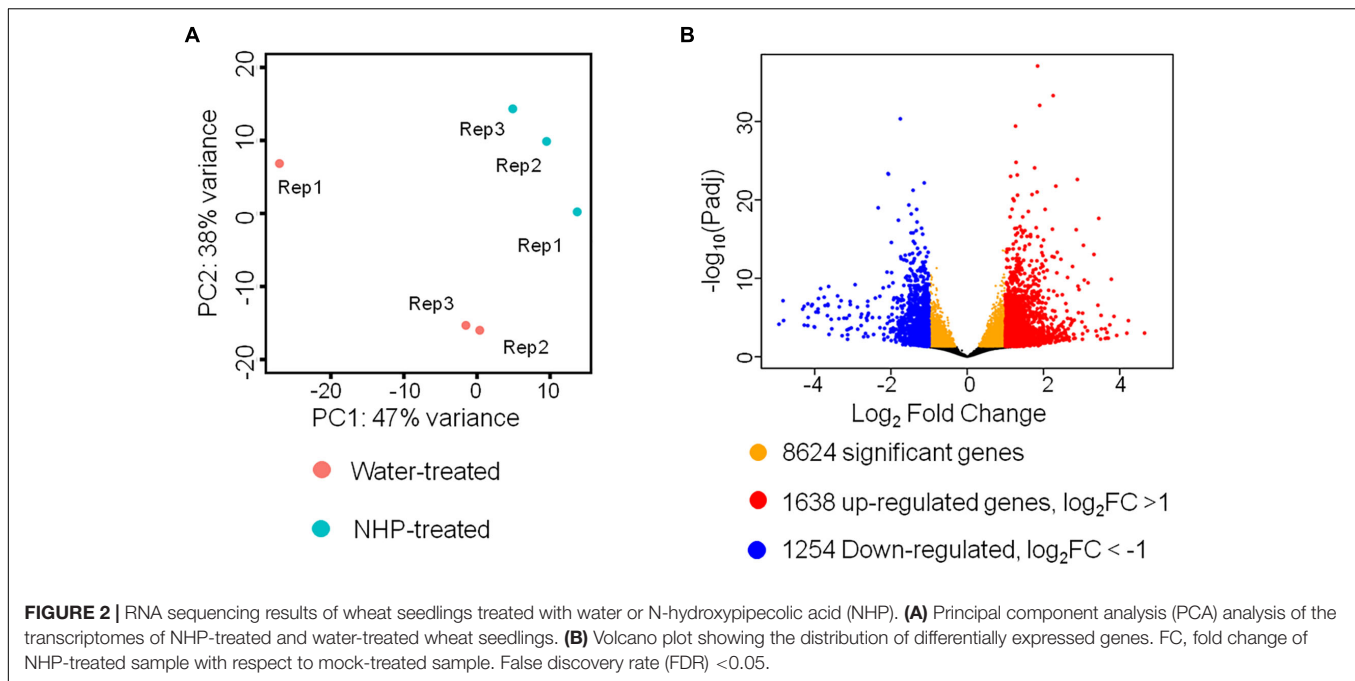 A
B
20
10
0
-10
-20
PC2: 38% variance
Rep3
Rep2
Rep1
Rep1
Rep3
Rep2
-20
-10
0
10
PC1: 47% variance
Water-treated
NHP-treated
30
20
10
0
-log₁₀(Padj)
-4
-2
0
2
4
Log₂ Fold Change
8624 significant genes
1638 up-regulated genes, log₂FC >1
1254 Down-regulated, log₂FC < -1
FIGURE 2 | RNA sequencing results of wheat seedlings treated with water or N-hydroxypipecolic acid (NHP). (A) Principal component analysis (PCA) analysis of the
transcriptomes of NHP-treated and water-treated wheat seedlings. (B) Volcano plot showing the distribution of differentially expressed genes. FC, fold change of
NHP-treated sample with respect to mock-treated sample. False discovery rate (FDR) <0.05.